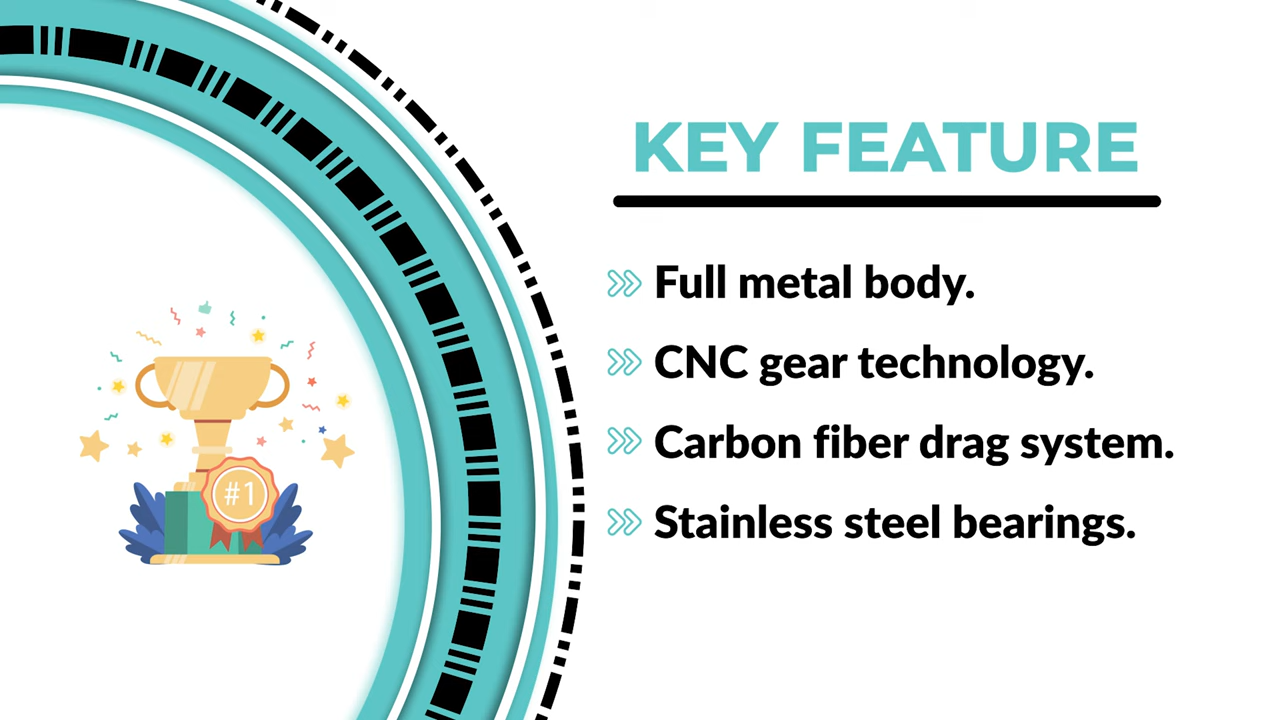 KEY FEATURE
Full metal body.
CNC gear technology.
Carbon fiber drag system.
Stainless steel bearings.
#1